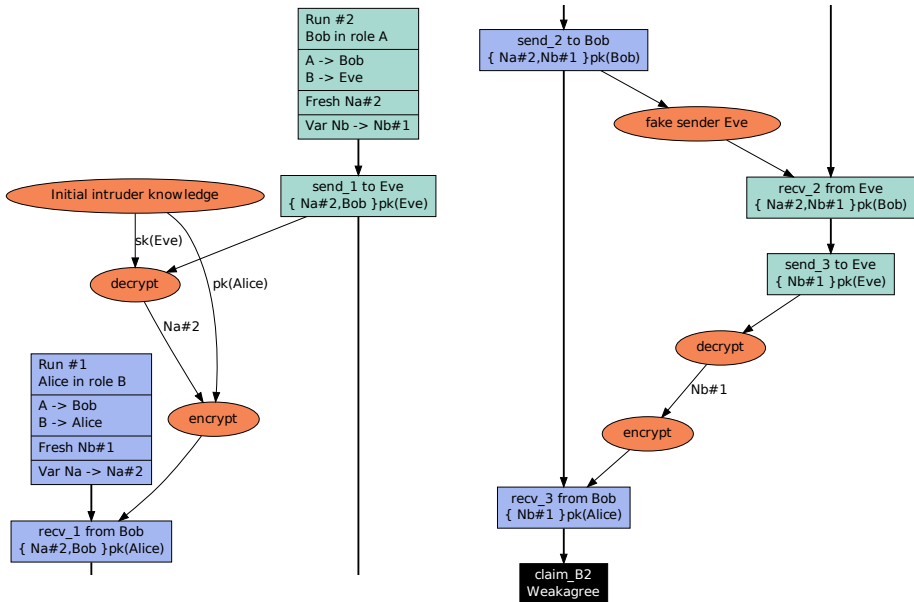 Run #2
Bob in role A
A -> Bob
B -> Eve
Fresh Na#2
Var Nb -> Nb#1
Initial intruder knowledge
send_1 to Eve
{ Na#2,Bob }pk(Eve)
sk(Eve)
decrypt
pk(Alice)
Na#2
Run #1
Alice in role B
A -> Bob
B -> Alice
Fresh Nb#1
Var Na -> Na#2
encrypt
recv_1 from Bob
{ Na#2,Bob }pk(Alice)
send_2 to Bob
{ Na#2,Nb#1 }pk(Bob)
fake sender Eve
recv_2 from Eve
{ Na#2,Nb#1 }pk(Bob)
send_3 to Eve
{ Nb#1 }pk(Eve)
decrypt
Nb#1
encrypt
recv_3 from Bob
{ Nb#1 }pk(Alice)
claim_B2
Weakagree